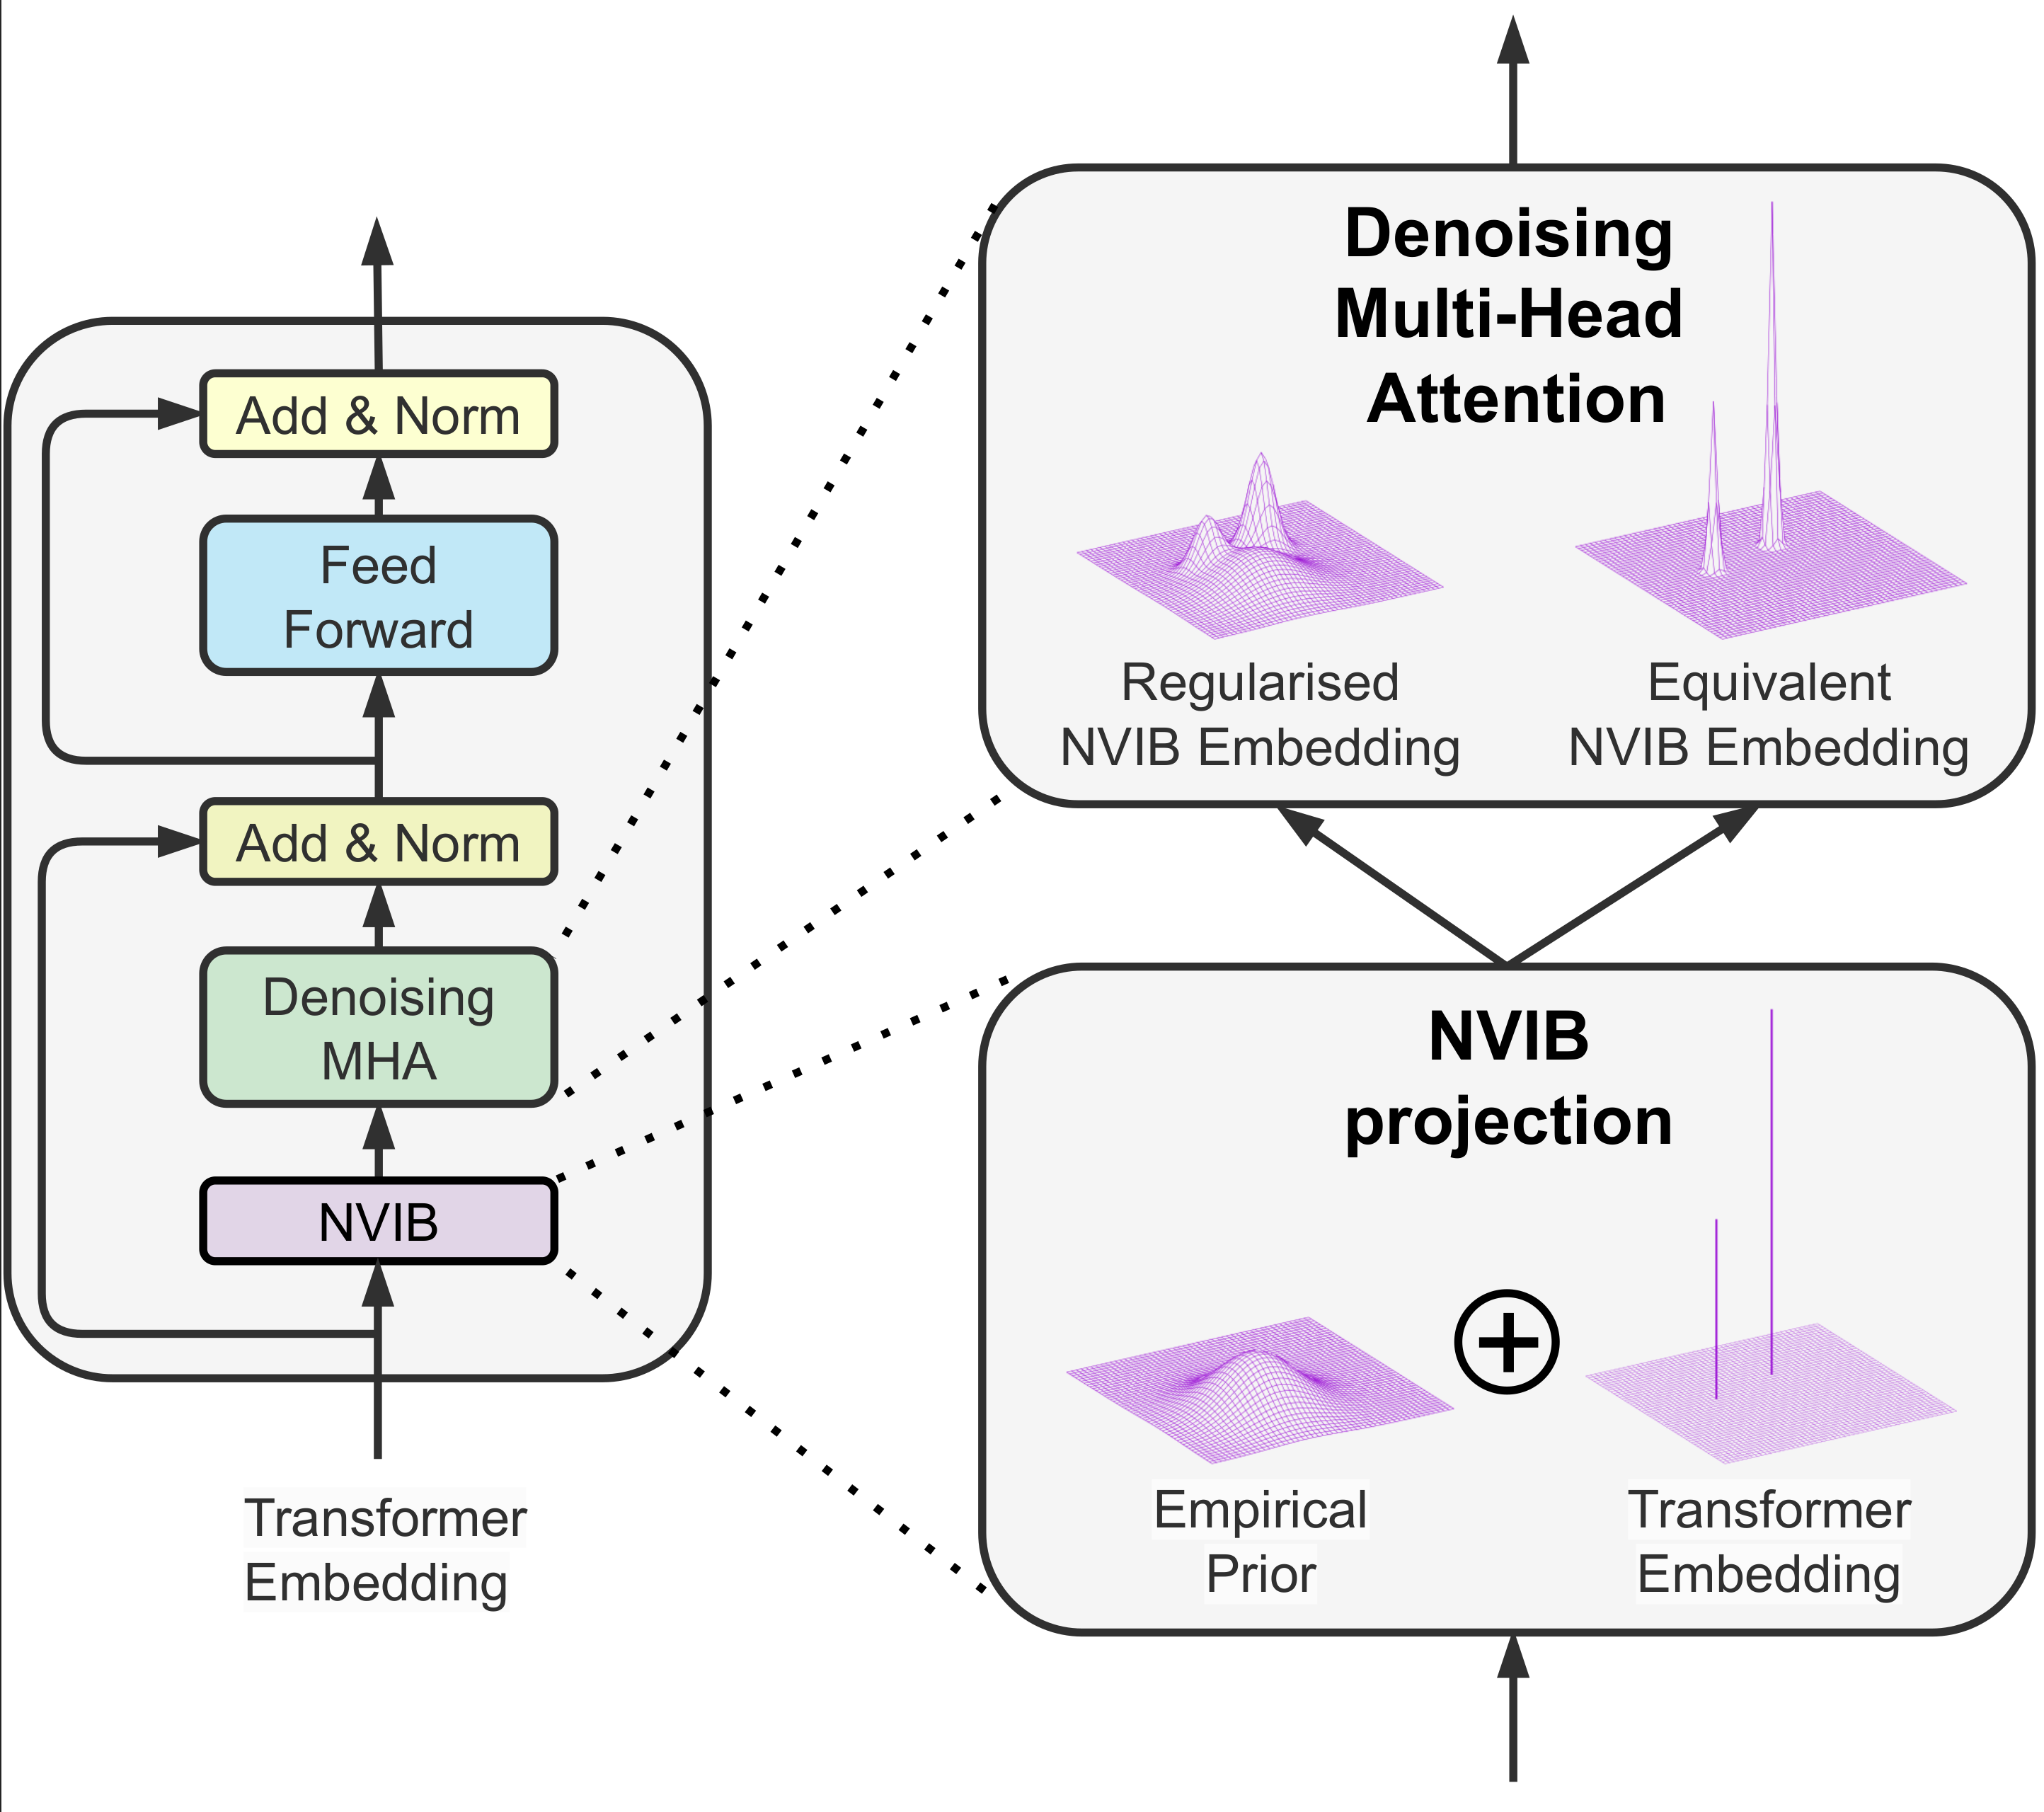 Add & Norm
Feed
Forward
Add & Norm
Denoising
MHA
NVIB
Transformer
Embedding
Denoising
Multi-Head
Attention
Regularised
NVIB Embedding
Equivalent
NVIB Embedding
NVIB
projection
Empirical
Prior
Transformer
Embedding